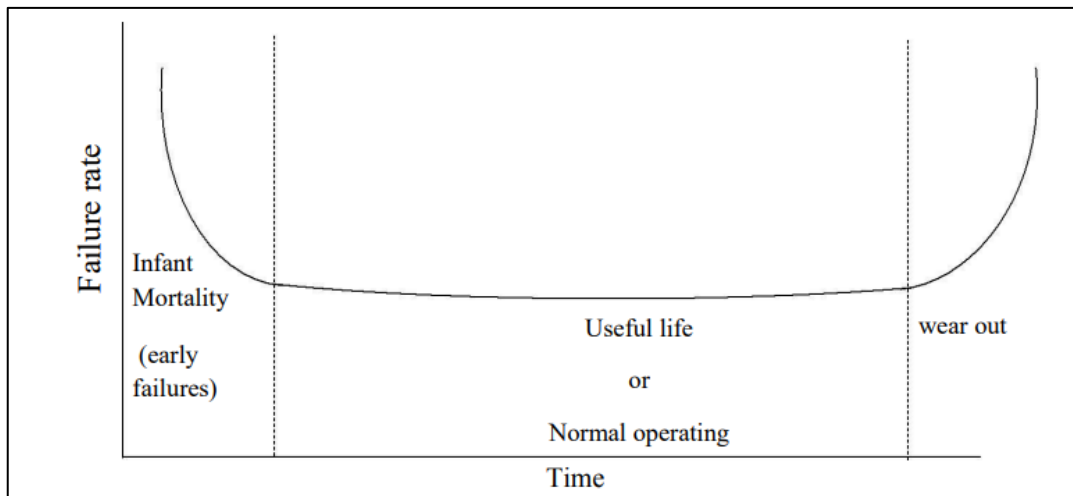 Failure rate
Infant
Mortality
(early
failures)
Useful life
or
Normal operating
wear out
Time